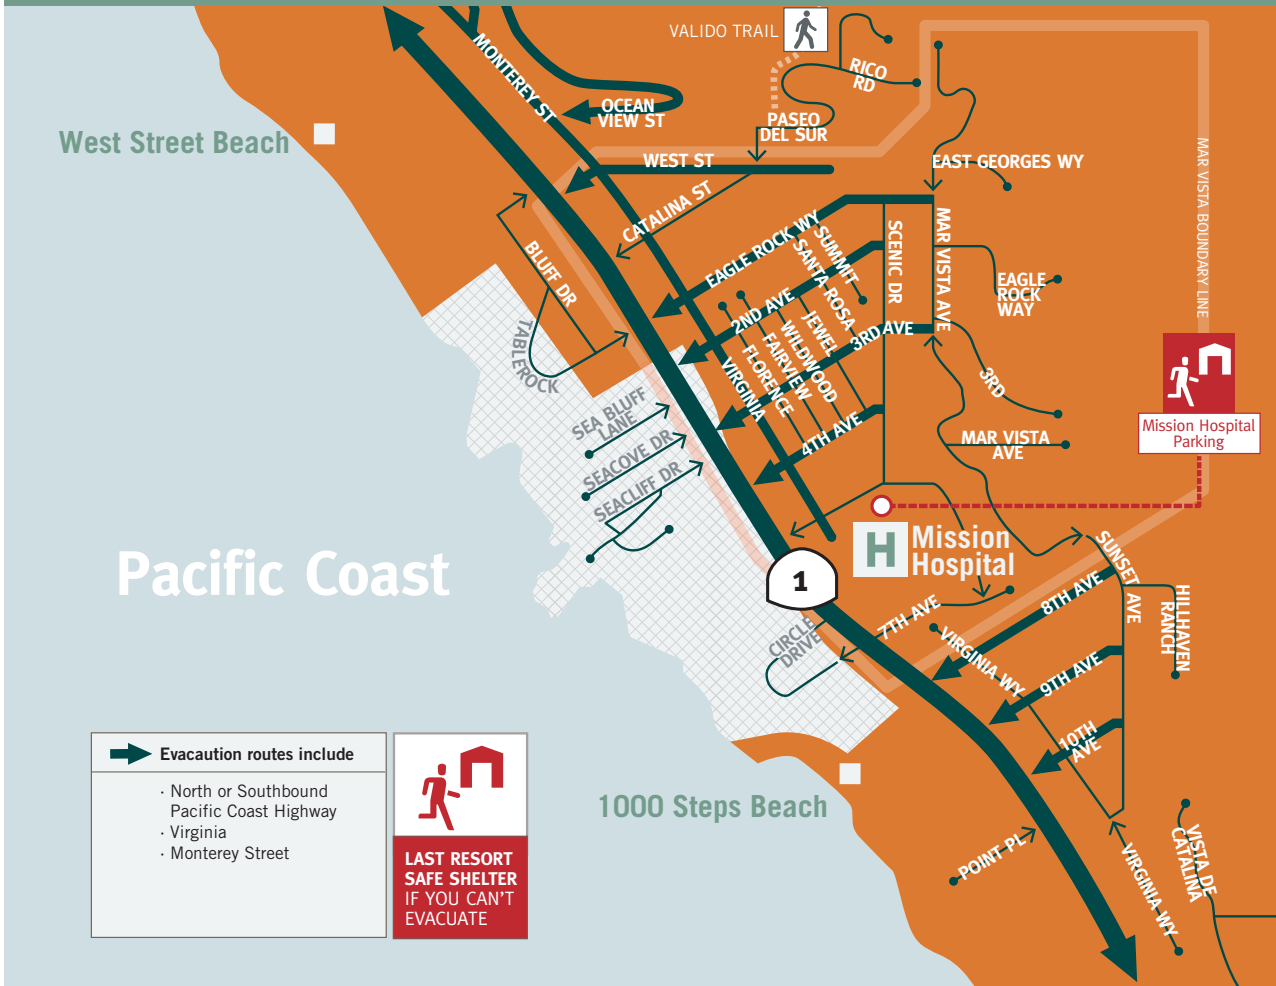 VALIDO TRAIL
MONTEREY ST
OCEAN
VIEW ST
RICO
RD
PASEO
DEL SUR
West Street Beach
WEST ST
EAST GEORGES WY
MAR VISTA BOUNDARY LINE
CATALINA ST
BLUFF DR
EAGLE ROCK WY
SUMMIT
SANTA ROSA
SCENIC DR
MAR VISTA AVE
EAGLE
ROCK
WAY
2ND AVE
JEWEL
WILDWOOD
FAIRVIEW
FLORENCE
VIRGINIA
3RD AVE
TABLEROCK
3RD
SEA BLUFF
LANE
SEACOVE DR
SEACLIFF DR
4TH AVE
MAR VISTA
AVE
Mission Hospital
Parking
Pacific Coast
H
Mission
Hospital
1
SUNSET AVE
8TH AVE
HILLHAVEN
RANCH
7TH AVE
CIRCLE
DRIVE
VIRGINIA WY
9TH AVE
10TH
AVE
Evacaution routes include
· North or Southbound
Pacific Coast Highway
· Virginia
· Monterey Street
LAST RESORT
SAFE SHELTER
IF YOU CAN'T
EVACUATE
1000 Steps Beach
POINT PL
VIRGINIA WY
VISTA DE
CATALINA